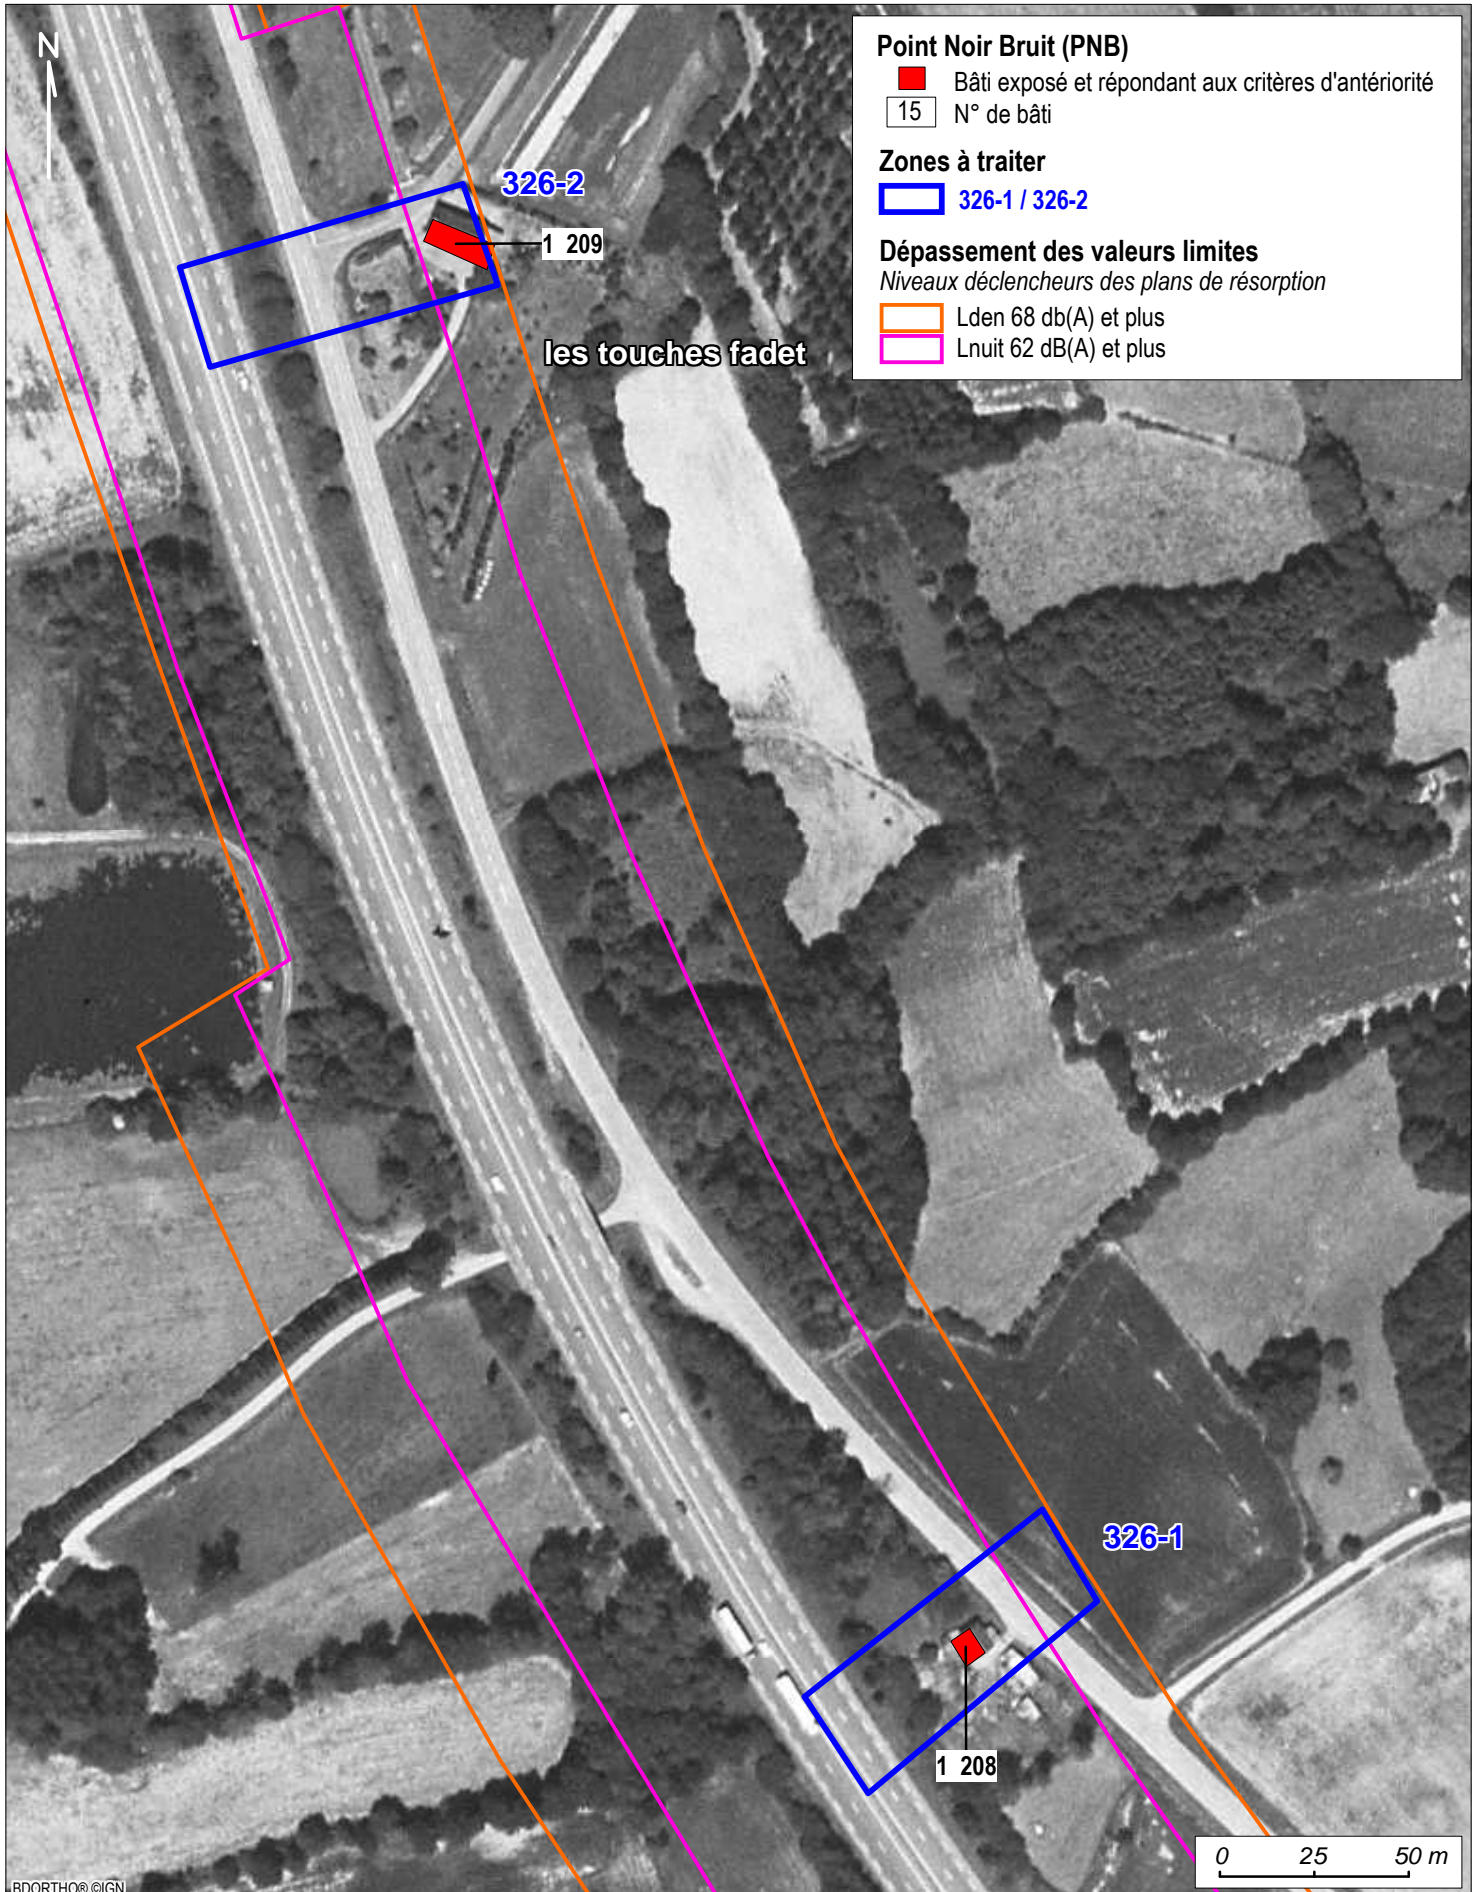 N
Point Noir Bruit (PNB)
Bâti exposé et répondant aux critères d'antériorité
15 N° de bâti
Zones à traiter
326-1 / 326-2
Dépassement des valeurs limites
Niveaux déclencheurs des plans de résorption
Lden 68 db(A) et plus
Lnuit 62 dB(A) et plus
326-2
1 209
les touches fadet
326-1
1 208
0 25 50 m
BDORTHO® ©IGN